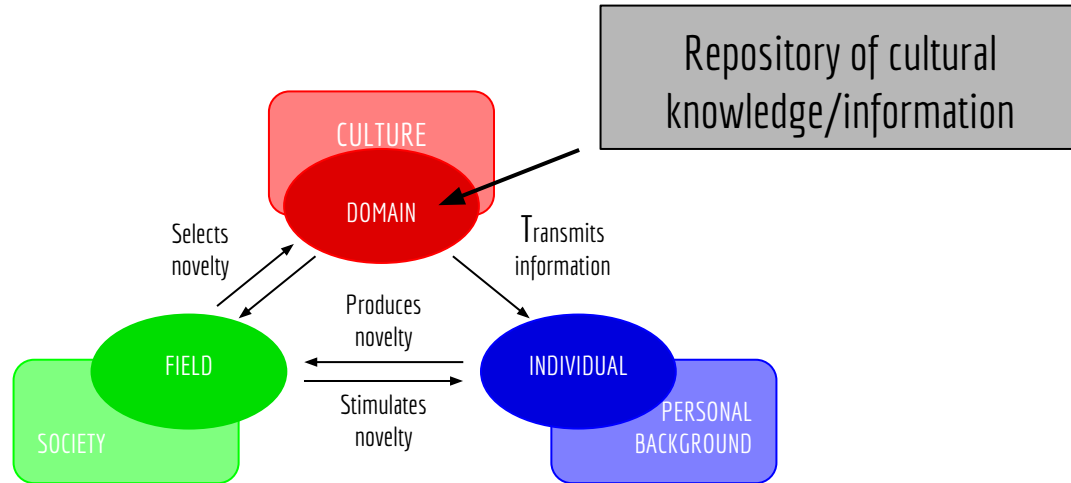 Repository of cultural
knowledge/information
CULTURE
DOMAIN
Selects
novelty
Transmits
information
Produces
novelty
FIELD
INDIVIDUAL
Stimulates
novelty
SOCIETY
PERSONAL
BACKGROUND